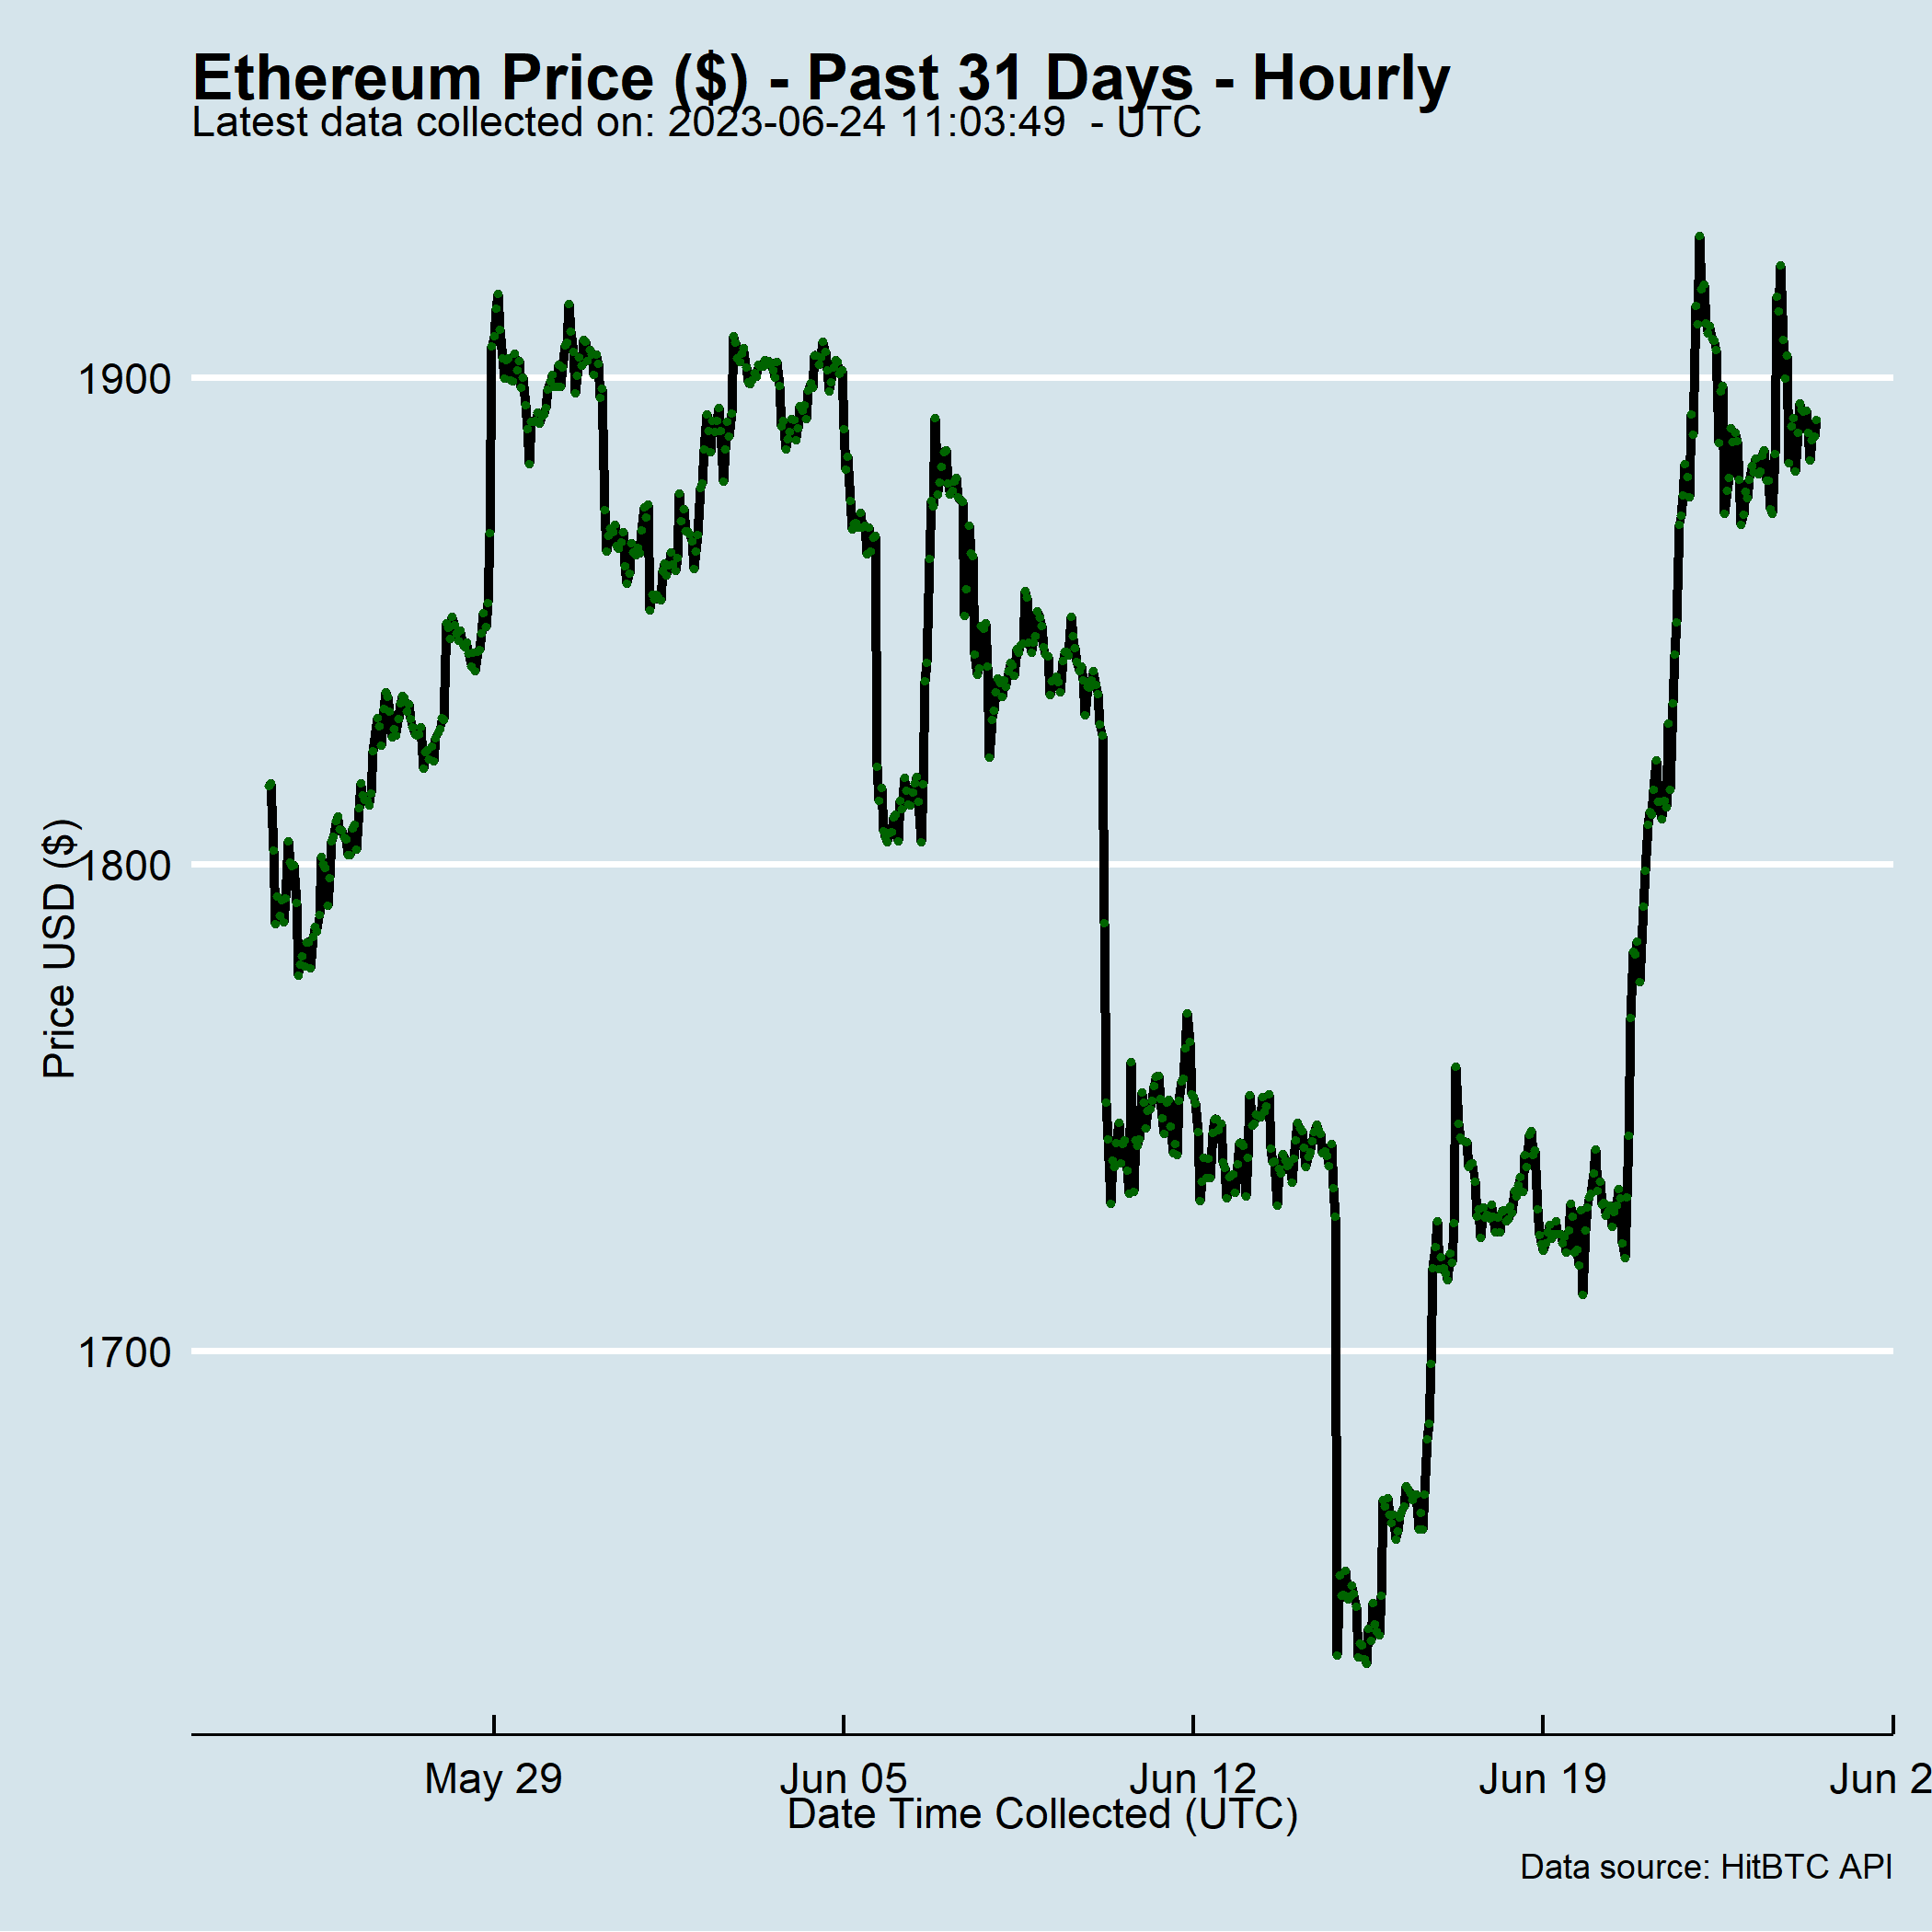 Ethereum Price ($) - Past 31 Days - Hourly
Latest data collected on: 2023-06-24 11:03:49  - UTC
1900
1800
1700
Price USD ($)
May 29
Jun 05
Jun 12
Jun 19
Jun 2
Date Time Collected (UTC)
Data source: HitBTC API